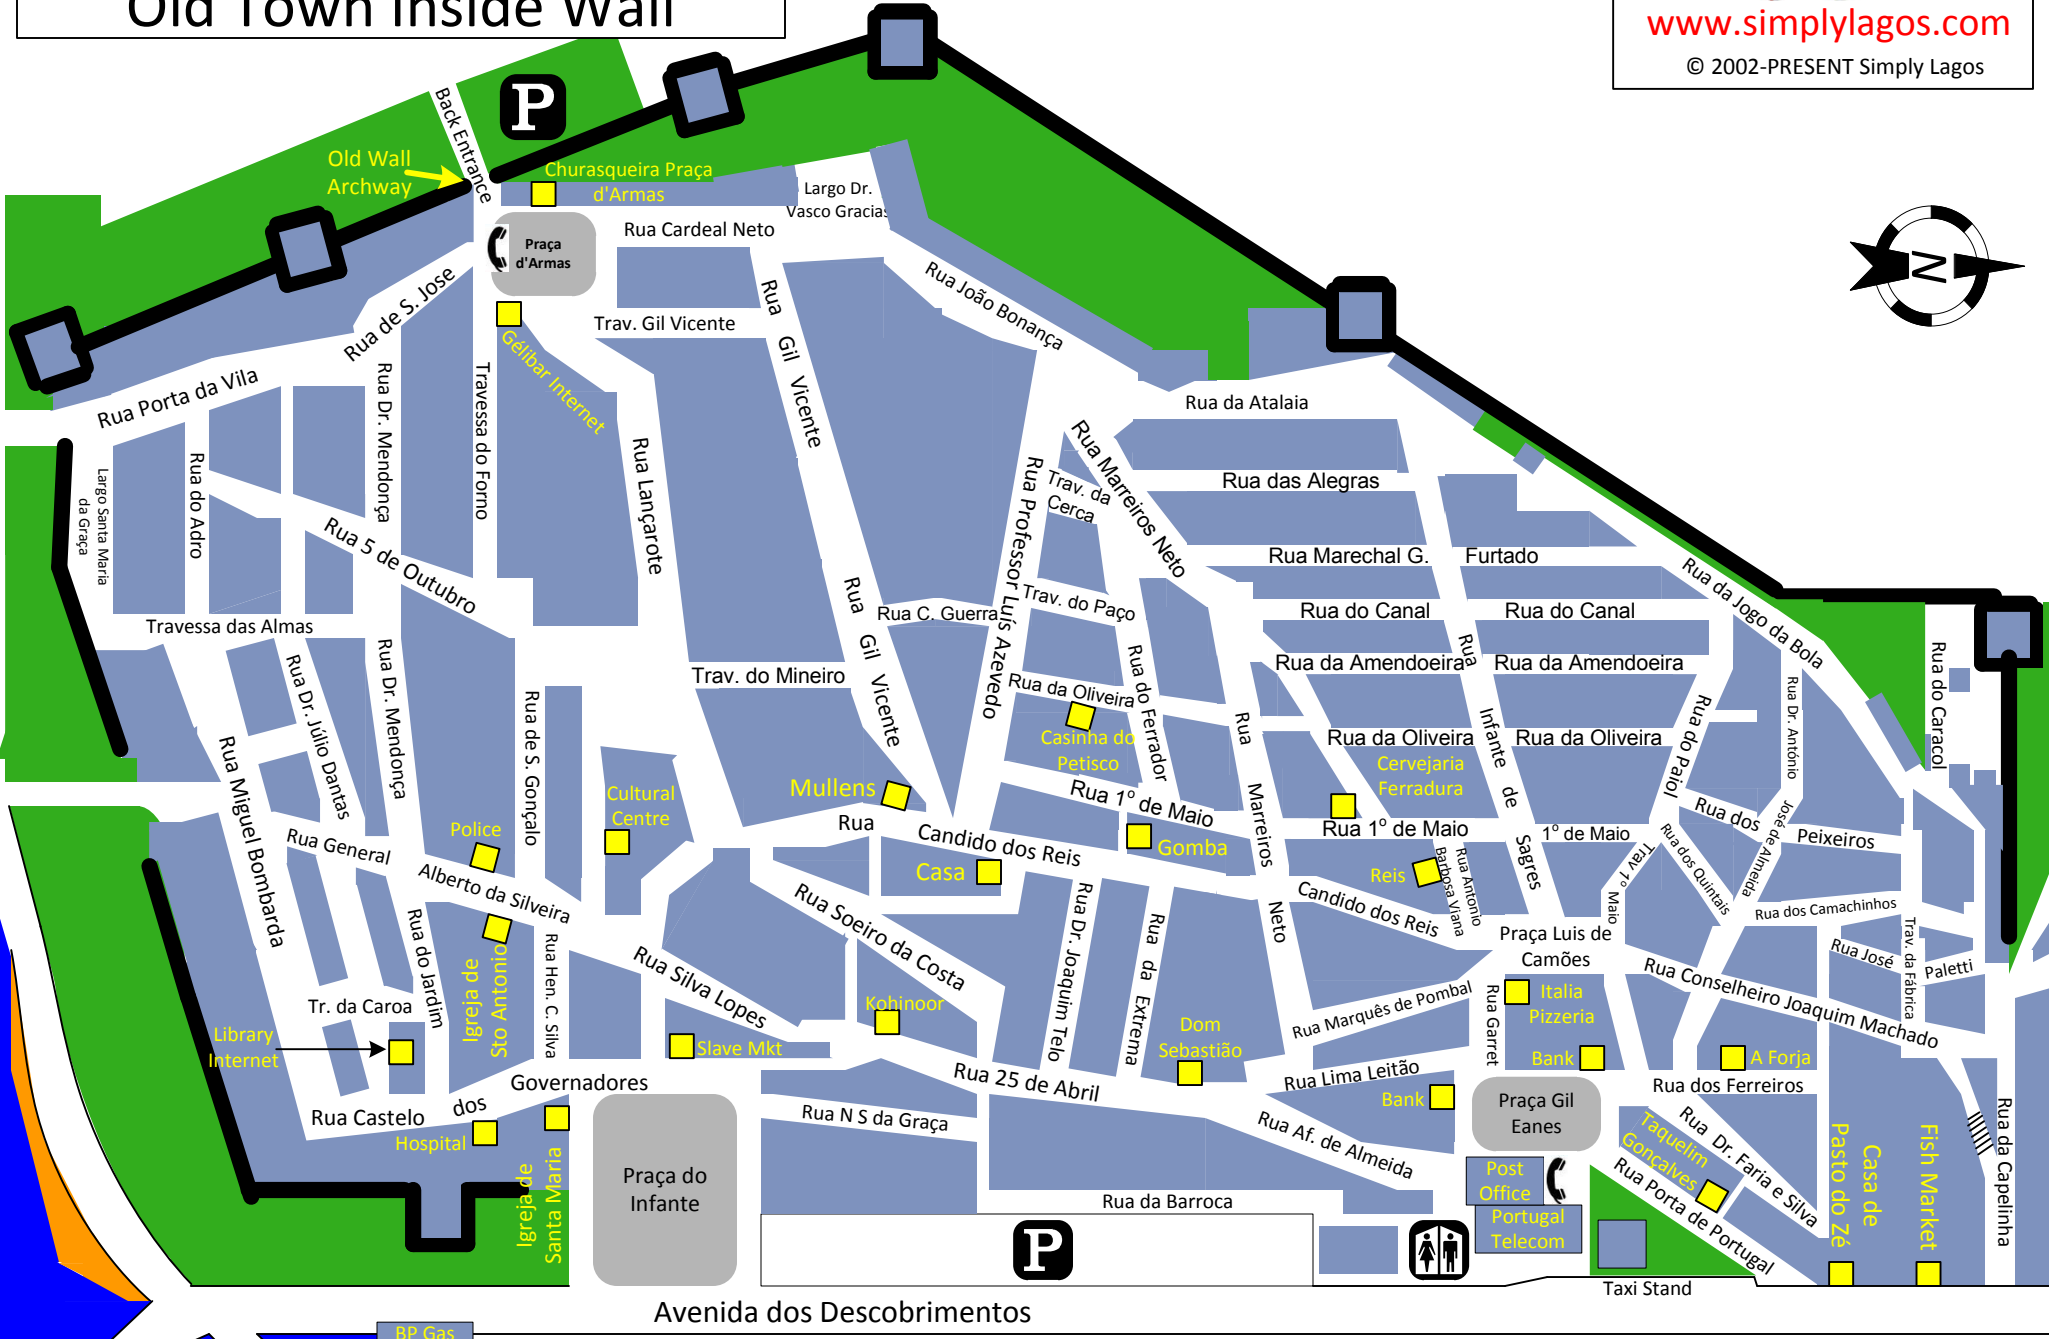 Old Town Inside Wall
www.simplylagos.com
© 2002-PRESENT Simply Lagos
P
Back Entrance
Old Wall
Archway
Churasqueira Praça
d'Armas
Largo Dr.
Vasco Gracias
Rua Cardeal Neto
Praça
d'Armas
Rua João Bonança
Rua de S. Jose
Trav. Gil Vicente
Rua Gil Vicente
Gélibar Internet
Rua Porta da Vila
Rua Dr. Mendonça
Travessa do Forno
Rua Lançarote
Rua da Atalaia
Rua Marreiros Neto
Rua das Alegras
Trav. da
Cerca
Rua Professor Luís Azevedo
Largo Santa Maria
da Graça
Rua do Adro
Rua 5 de Outubro
Rua Marechal G. Furtado
Rua da Jogo da Bola
N
Rua Gil Vicente
Rua C. Guerra
Trav. do Paço
Rua do Canal
Rua do Canal
Travessa das Almas
Rua Dr. Júlio Dantas
Rua Dr. Mendonça
Rua de S. Gonçalo
Trav. do Mineiro
Rua da Oliveira
Rua do Ferrador
Rua da Amendoeira
Rua da Amendoeira
Rua Infante de Sagres
Rua do Paiol
Rua Dr. António
José de Almeida
Rua do Caracol
Rua Miguel Bombarda
Casinha do
Petisco
Rua Marreiros Neto
Rua da Oliveira
Rua da Oliveira
Cervejaria
Ferradura
Mullens
Cultural
Centre
Police
Rua General
Alberto da Silveira
Rua Candido dos Reis
Rua 1º de Maio
Gomba
Rua 1º de Maio
1º de Maio
Rua dos Peixeiros
Casa
Reis
Rua Antonio
Barbosa Viana
Trav 1º
Maio
Rua dos Quintais
Candido dos Reis
Rua dos Camachinhos
Rua do Jardim
Igreja de
Sto Antonio
Rua Hen. C. Silva
Rua Silva Lopes
Rua Soeiro da Costa
Rua Dr. Joaquim Telo
Rua da Extrema
Praça Luis de
Camões
Rua Conselheiro Joaquim Machado
Rua José Paletti
Trav. da Fábrica
Tr. da Caroa
Library
Internet
Kohinoor
Slave Mkt
Dom
Sebastião
Rua Marquês de Pombal
Rua Garret
Italia
Pizzeria
Bank
A Forja
Rua Castelo dos Governadores
Hospital
Igreja de
Santa Maria
Rua 25 de Abril
Rua N S da Graça
Rua Lima Leitão
Bank
Rua Af. de Almeida
Praça Gil
Eanes
Rua dos Ferreiros
Rua Dr. Faria e Silva
Taquelim
Gonçalves
Rua Porta de Portugal
Casa de
Pasto do Zé
Fish Market
Rua da Capelinha
Praça do
Infante
Rua da Barroca
P
Post
Office
Portugal
Telecom
Taxi Stand
Avenida dos Descobrimentos
BP Gas